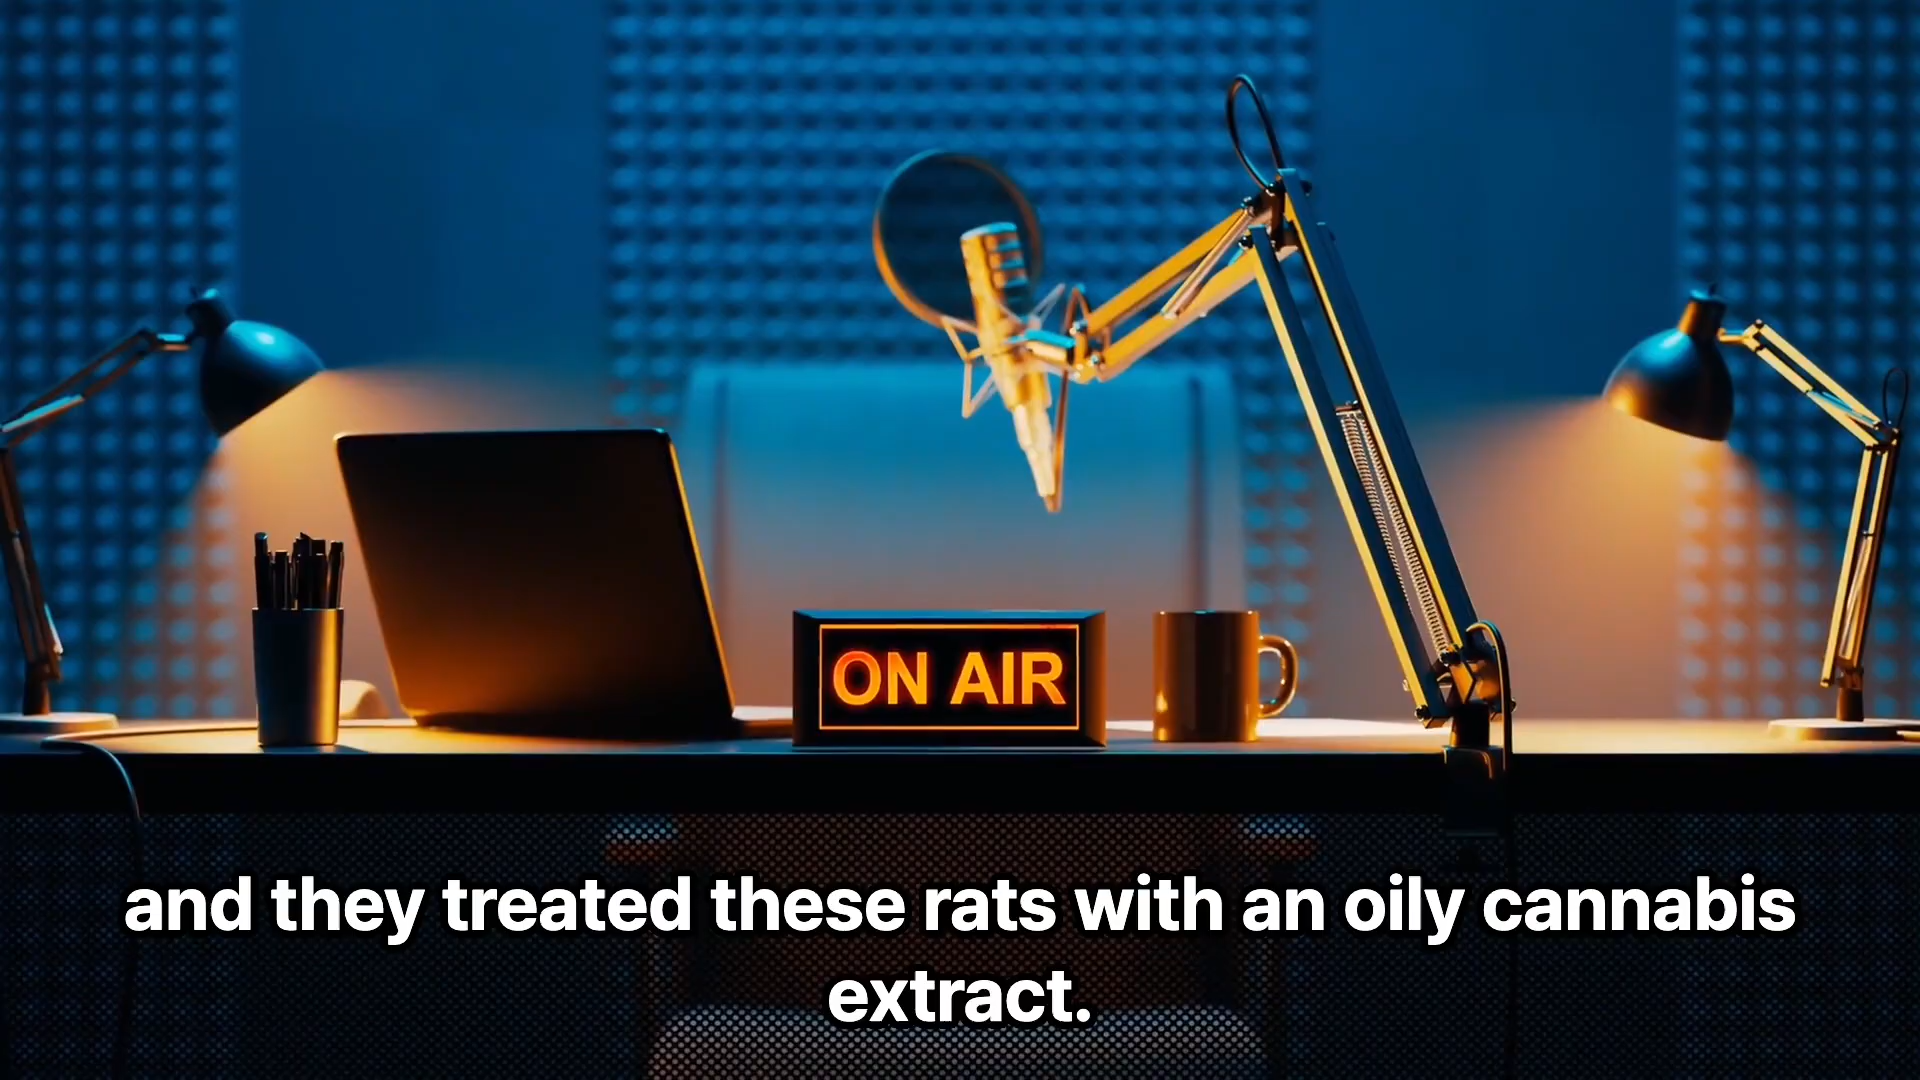 ON AIR
and they treated these rats with an oily cannabis
extract.